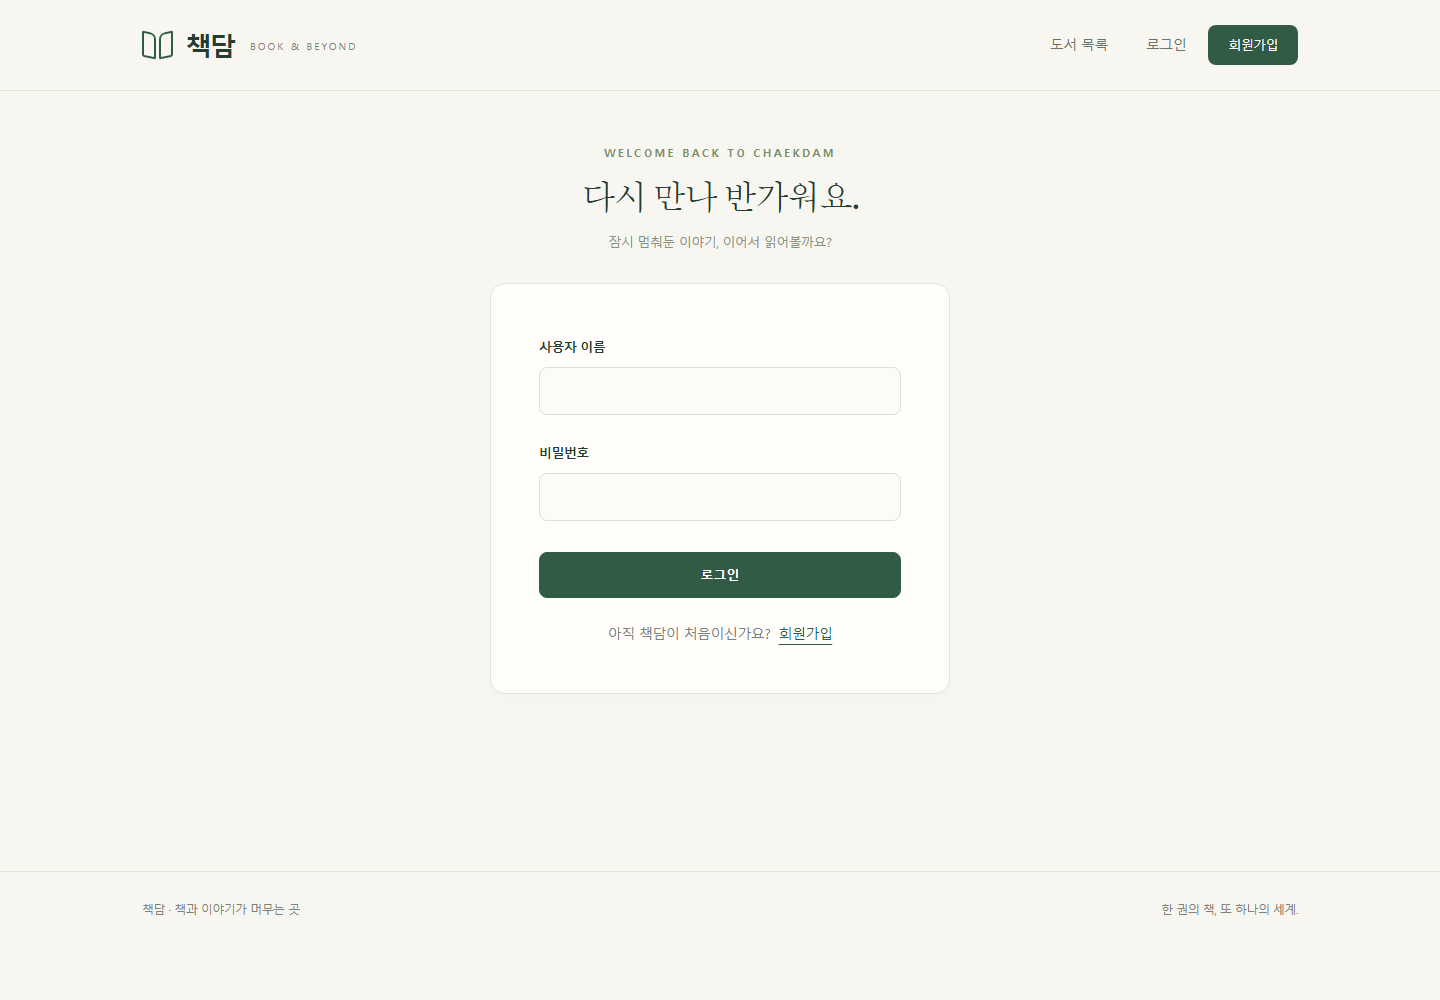 책담 BOOK & BEYOND 도서 목록 로그인 회원가입
WELCOME BACK TO CHAEKDAM
다시 만나 반가워요.
잠시 멈춰둔 이야기, 이어서 읽어볼까요?
사용자 이름
비밀번호
로그인
아직 책담이 처음이신가요? 회원가입
책담 · 책과 이야기가 머무는 곳 한 권의 책, 또 하나의 세계.